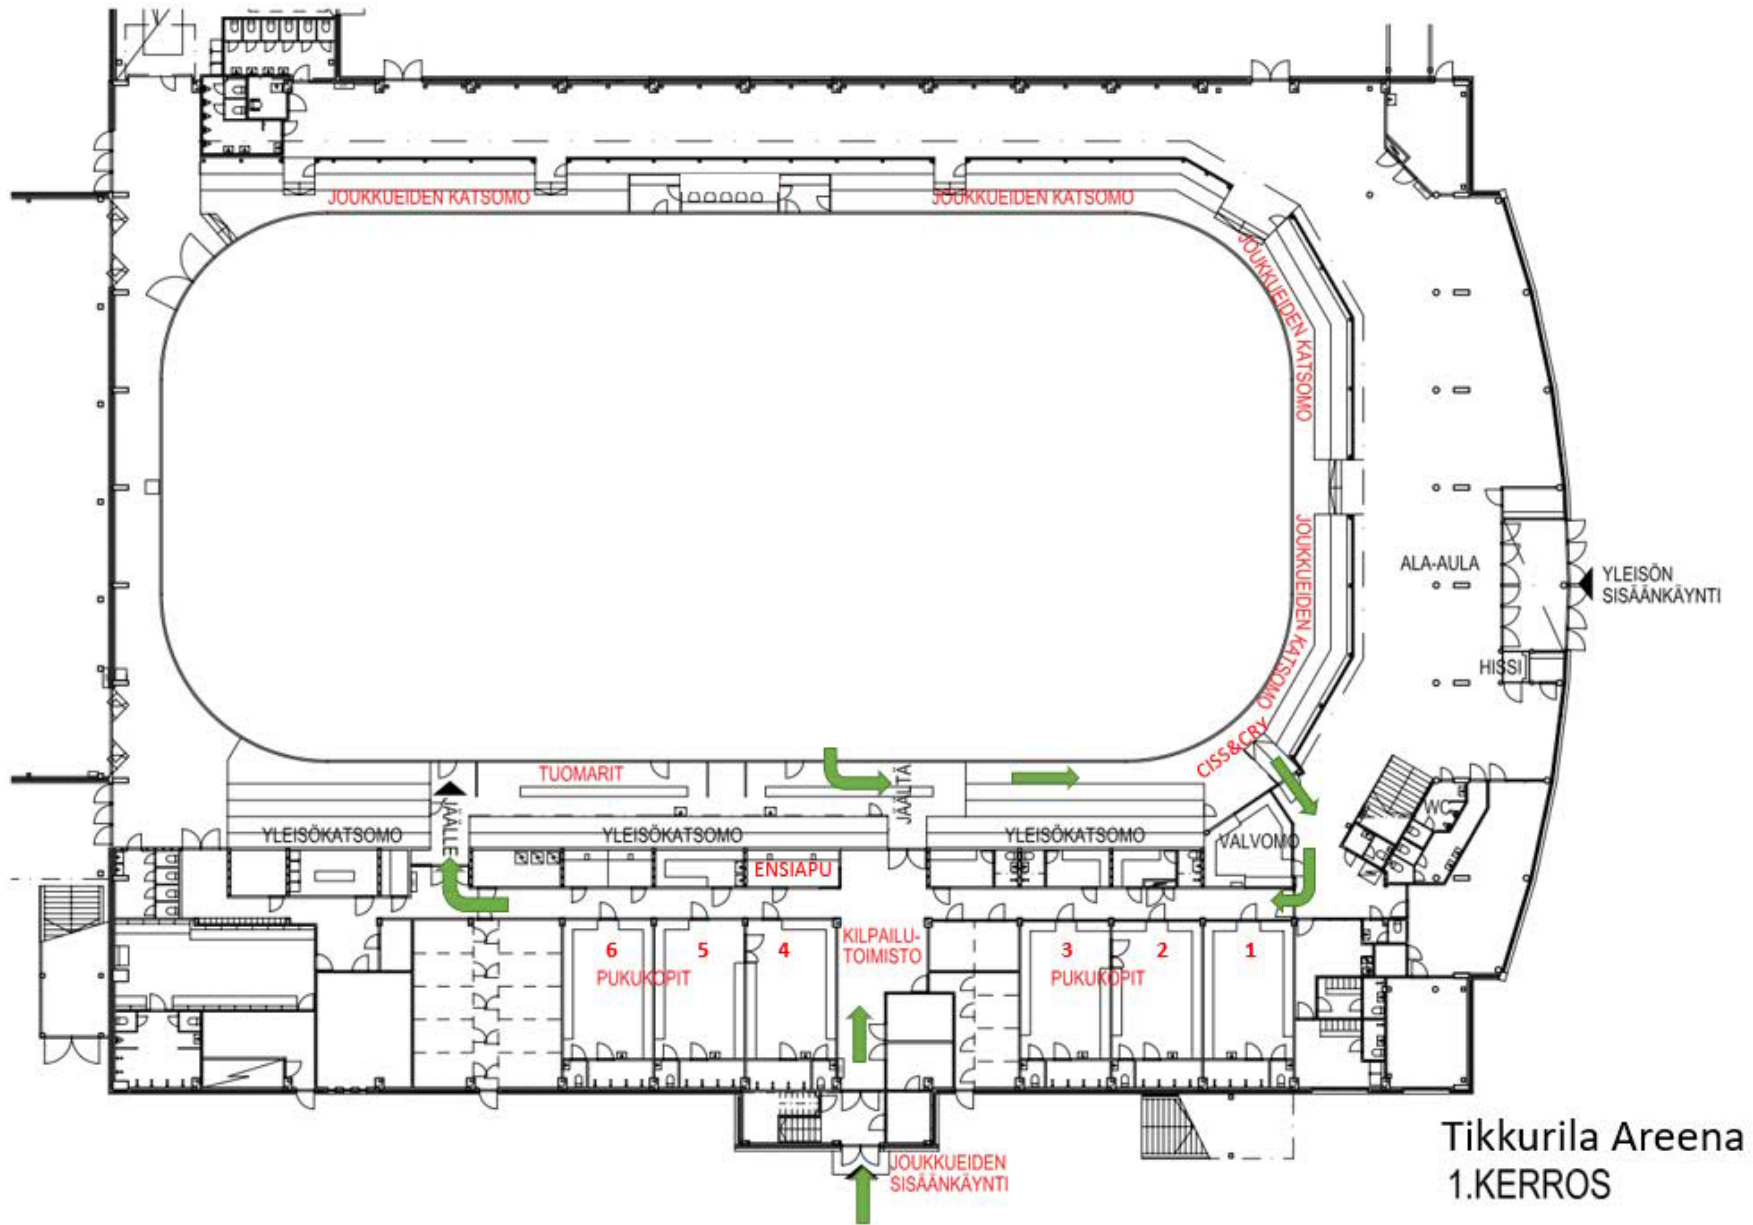 JOUKKUEIDEN KATSOMO
JOUKKUEIDEN KATSOMO
JOUKKUEIDEN KATSOMO
JOUKKUEIDEN KATSOMO
ALA-AULA
YLEISÖN
SISÄÄNKÄYNTI
HISSI
CISS&CRY
TUOMARIT
JÄÄLTÄ
JÄÄLLE
YLEISÖKATSOMO
YLEISÖKATSOMO
YLEISÖKATSOMO
VALVOMO
WC
ENSIAPU
6
5
4
KILPAILU-
TOIMISTO
3
2
1
PUKUKOPIT
PUKUKOPIT
JOUKKUEIDEN
SISÄÄNKÄYNTI
Tikkurila Areena
1.KERROS